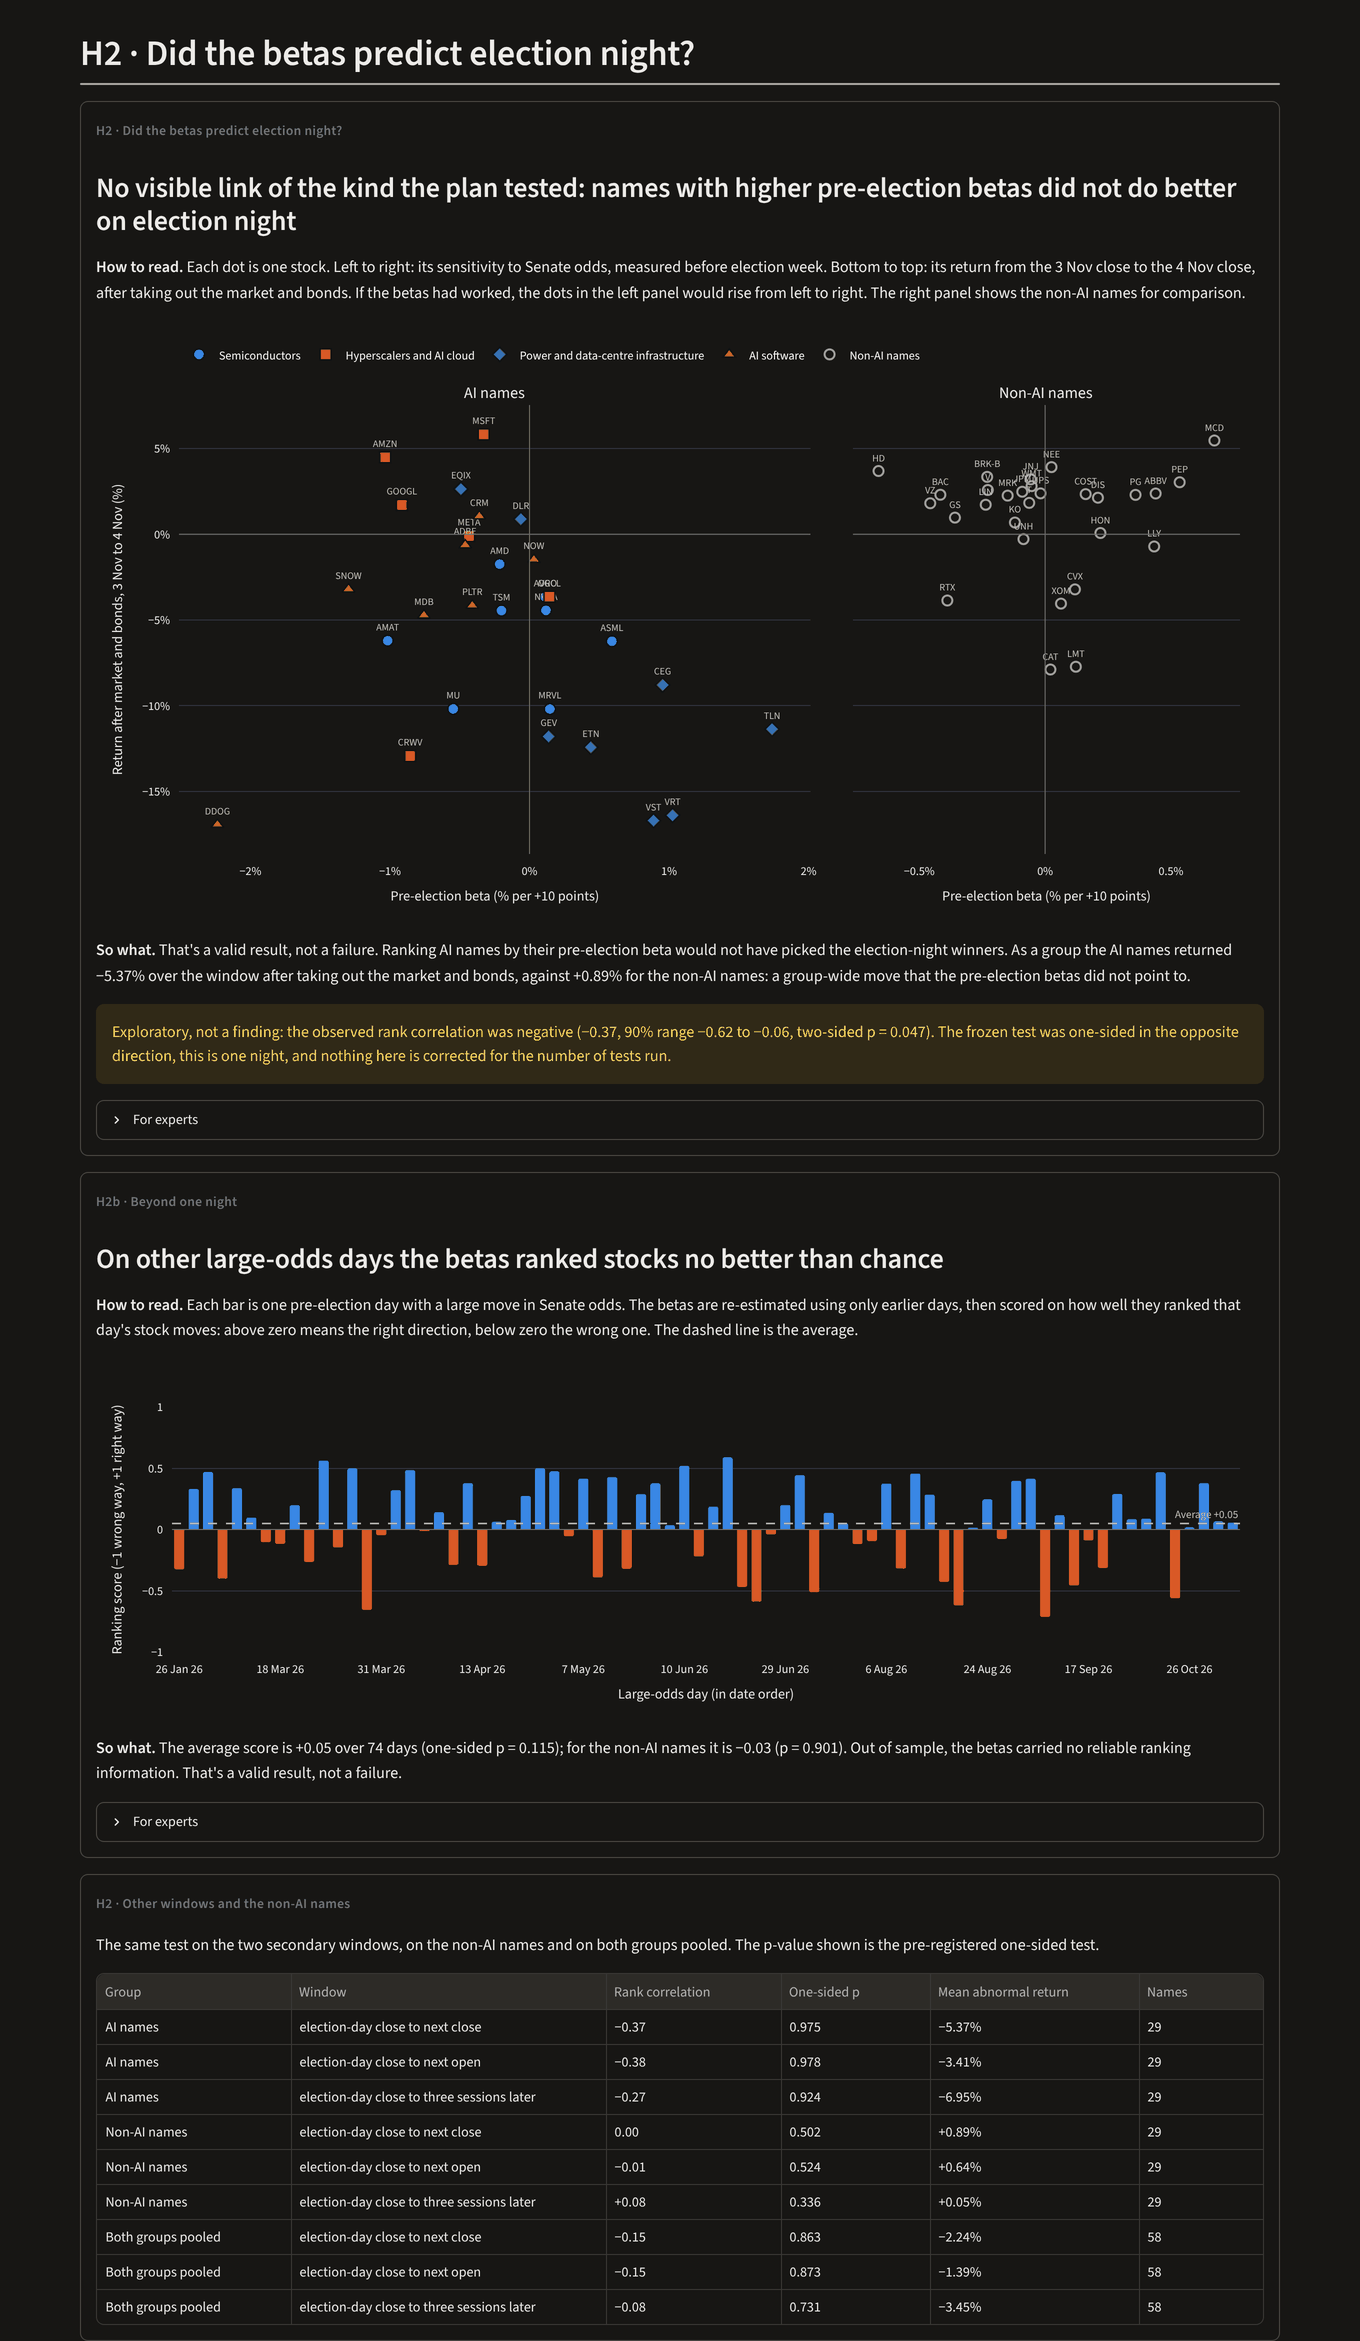 H2 · Did the betas predict election night?
H2 · Did the betas predict election night?
No visible link of the kind the plan tested: names with higher pre-election betas did not do better
on election night
How to read. Each dot is one stock. Left to right: its sensitivity to Senate odds, measured before election week. Bottom to top: its return from the 3 Nov close to the 4 Nov close,
after taking out the market and bonds. If the betas had worked, the dots in the left panel would rise from left to right. The right panel shows the non-AI names for comparison.
Semiconductors Hyperscalers and AI cloud Power and data-centre infrastructure AI software Non-AI names
AI names Non-AI names
Return after market and bonds, 3 Nov to 4 Nov (%)
5%
0%
−5%
−10%
−15%
MSFT
AMZN
EQIX
GOOGL
CRM
DLR
META
ADBE
AMD
NOW
SNOW
PLTR
MDB
TSM
AMAT
ASML
CEG
MU
MRVL
TLN
GEV
ETN
CRWV
VST
VRT
DDOG
MCD
HD
NEE
BRK-B
JNJ
PEP
BAC
VZ
MRK
COST
DIS
PG
ABBV
GS
LIN
KO
UNH
HON
LLY
RTX
CVX
XOM
CAT
LMT
−2% −1% 0% 1% 2%
−0.5% 0% 0.5%
Pre-election beta (% per +10 points) Pre-election beta (% per +10 points)
So what. That's a valid result, not a failure. Ranking AI names by their pre-election beta would not have picked the election-night winners. As a group the AI names returned
−5.37% over the window after taking out the market and bonds, against +0.89% for the non-AI names: a group-wide move that the pre-election betas did not point to.
Exploratory, not a finding: the observed rank correlation was negative (−0.37, 90% range −0.62 to −0.06, two-sided p = 0.047). The frozen test was one-sided in the opposite
direction, this is one night, and nothing here is corrected for the number of tests run.
For experts
H2b · Beyond one night
On other large-odds days the betas ranked stocks no better than chance
How to read. Each bar is one pre-election day with a large move in Senate odds. The betas are re-estimated using only earlier days, then scored on how well they ranked that
day's stock moves: above zero means the right direction, below zero the wrong one. The dashed line is the average.
Ranking score (−1 wrong way, +1 right way)
1
0.5
0
−0.5
−1
Average +0.05
26 Jan 26 18 Mar 26 31 Mar 26 13 Apr 26 7 May 26 10 Jun 26 29 Jun 26 6 Aug 26 24 Aug 26 17 Sep 26 26 Oct 26
Large-odds day (in date order)
So what. The average score is +0.05 over 74 days (one-sided p = 0.115); for the non-AI names it is −0.03 (p = 0.901). Out of sample, the betas carried no reliable ranking
information. That's a valid result, not a failure.
For experts
H2 · Other windows and the non-AI names
The same test on the two secondary windows, on the non-AI names and on both groups pooled. The p-value shown is the pre-registered one-sided test.
Group Window Rank correlation One-sided p Mean abnormal return Names
AI names election-day close to next close −0.37 0.975 −5.37% 29
AI names election-day close to next open −0.38 0.978 −3.41% 29
AI names election-day close to three sessions later −0.27 0.924 −6.95% 29
Non-AI names election-day close to next close 0.00 0.502 +0.89% 29
Non-AI names election-day close to next open −0.01 0.524 +0.64% 29
Non-AI names election-day close to three sessions later +0.08 0.336 +0.05% 29
Both groups pooled election-day close to next close −0.15 0.863 −2.24% 58
Both groups pooled election-day close to next open −0.15 0.873 −1.39% 58
Both groups pooled election-day close to three sessions later −0.08 0.731 −3.45% 58